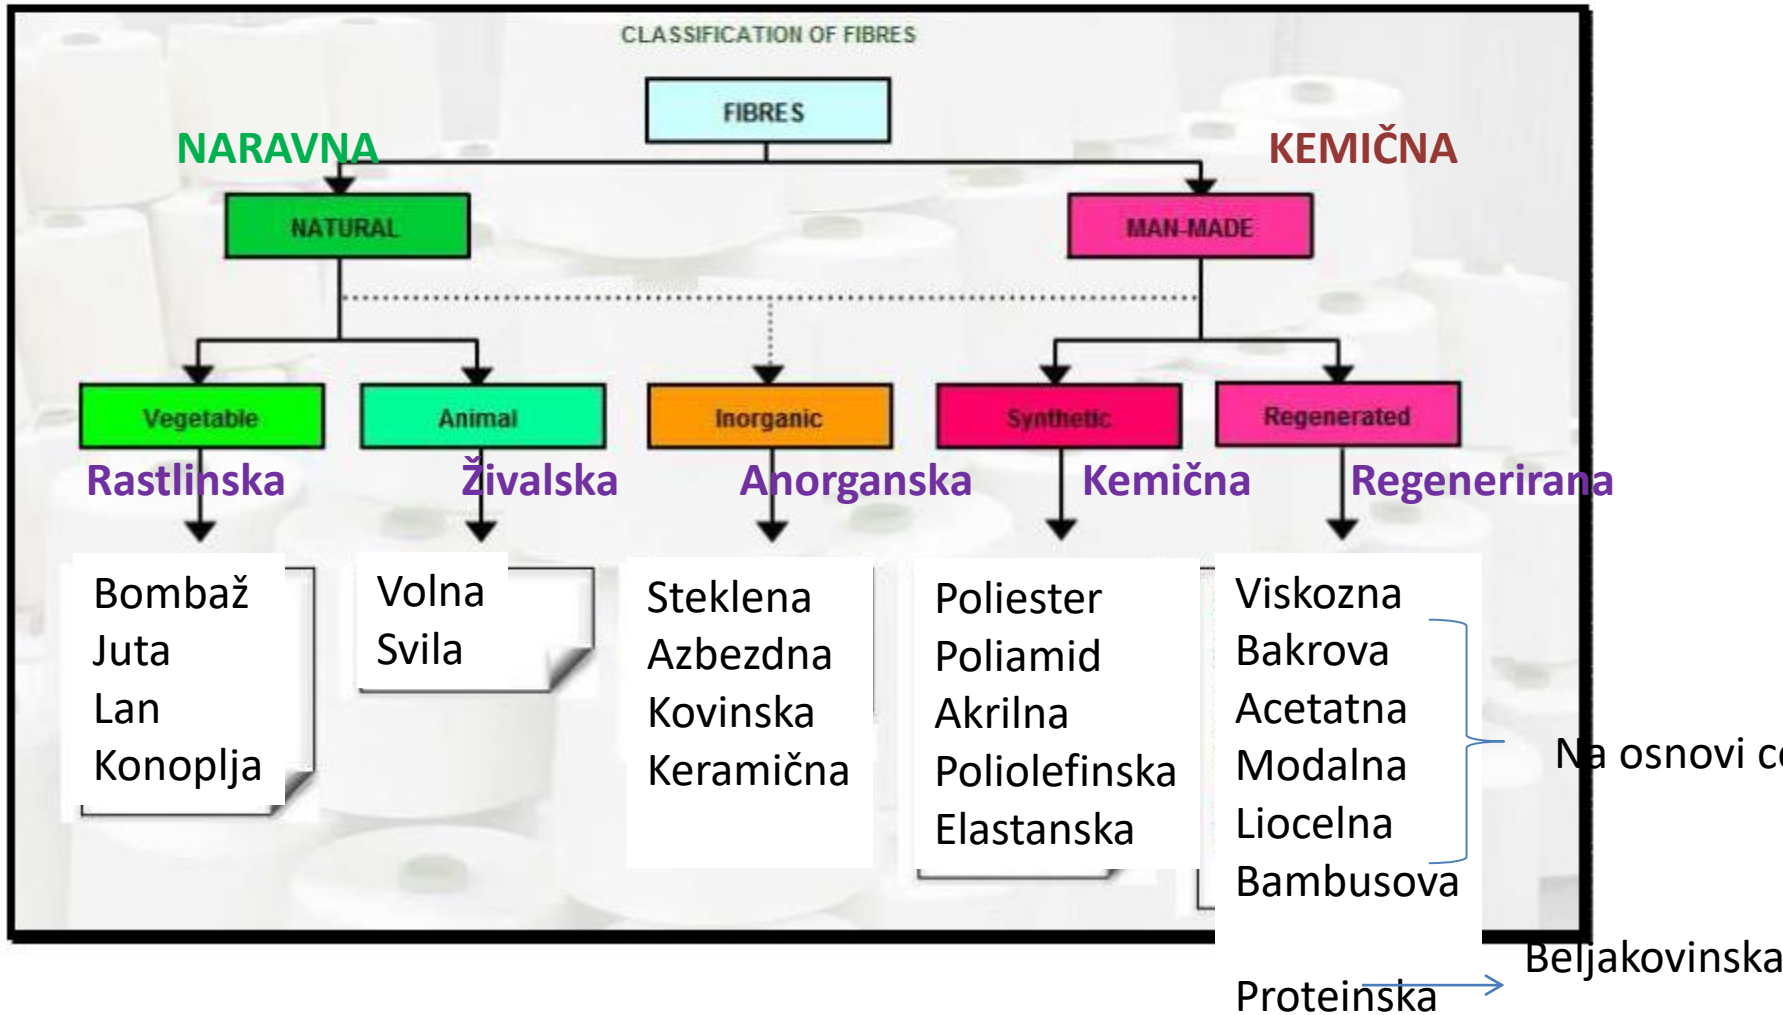 CLASSIFICATION OF FIBRES
FIBRES
NARAVNA
KEMIČNA
NATURAL
MAN-MADE
Vegetable
Animal
Inorganic
Synthetic
Regenerated
Rastlinska
Živalska
Anorganska
Kemična
Regenerirana
Bombaž
Juta
Lan
Konoplja
Volna
Svila
Steklena
Azbezdna
Kovinska
Keramična
Poliester
Poliamid
Akrilna
Poliolefinska
Elastanska
Viskozna
Bakrova
Acetatna
Modalna
Liocelna
Bambusova
Proteinska
Na osnovi
Beljakovinska